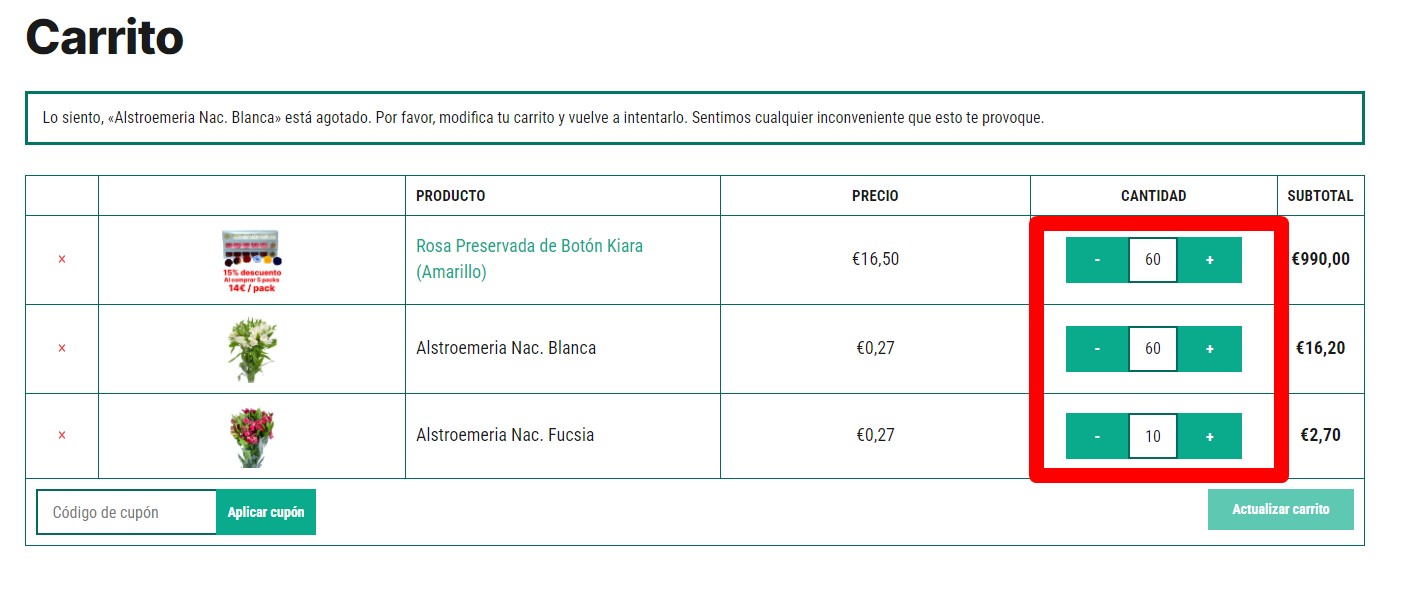 Carrito
Lo siento, «Alstroemeria Nac. Blanca» está agotado. Por favor, modifica tu carrito y vuelve a intentarlo. Sentimos cualquier inconveniente que esto te provoque.
PRODUCTO PRECIO CANTIDAD SUBTOTAL
× 15% descuento
Al comprar 5 packs
14€ / pack
Rosa Preservada de Botón Kiara
(Amarillo)
€16,50 - 60 + €990,00
× Alstroemeria Nac. Blanca €0,27 - 60 + €16,20
× Alstroemeria Nac. Fucsia €0,27 - 10 + €2,70
Código de cupón Aplicar cupón Actualizar carrito